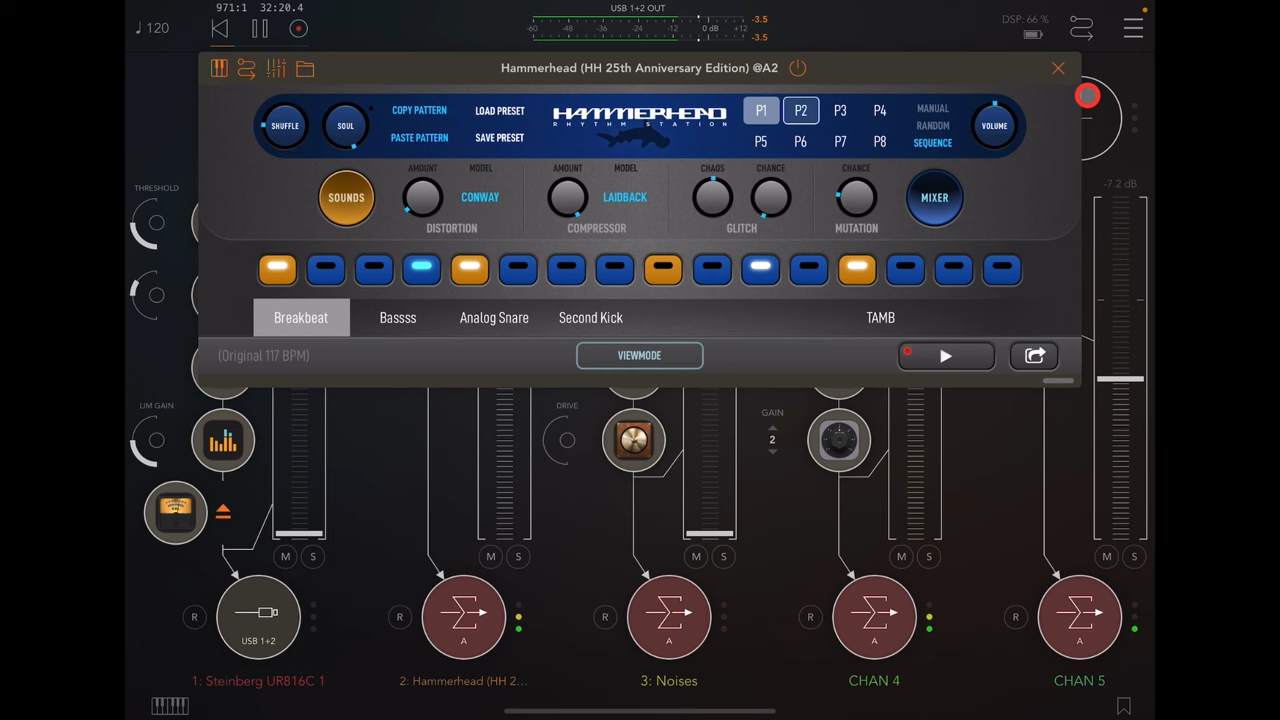 971:1 32:20.4
USB 1+2 OUT
♩ 120
-60 -48 -36 -24 -12 0 dB +12
-3.5
-3.5
DSP: 66 %
Hammerhead (HH 25th Anniversary Edition) @A2
SHUFFLE
SOUL
COPY PATTERN
LOAD PRESET
PASTE PATTERN
SAVE PRESET
HAMMERHEAD
RHYTHM STATION
P1 P2 P3 P4
P5 P6 P7 P8
MANUAL
RANDOM
SEQUENCE
VOLUME
SOUNDS
AMOUNT MODEL
CONWAY
DISTORTION
AMOUNT MODEL
LAIDBACK
COMPRESSOR
CHAOS CHANCE
GLITCH
CHANCE
MUTATION
MIXER
Breakbeat Bassss Analog Snare Second Kick TAMB
(Original 117 BPM)
VIEWMODE
THRESHOLD
-7.2 dB
LIM GAIN
DRIVE
GAIN
2
M S M S M S M S M S
R USB 1+2 R A R A R A R A
1: Steinberg UR816C 1
2: Hammerhead (HH 2...
3: Noises
CHAN 4
CHAN 5